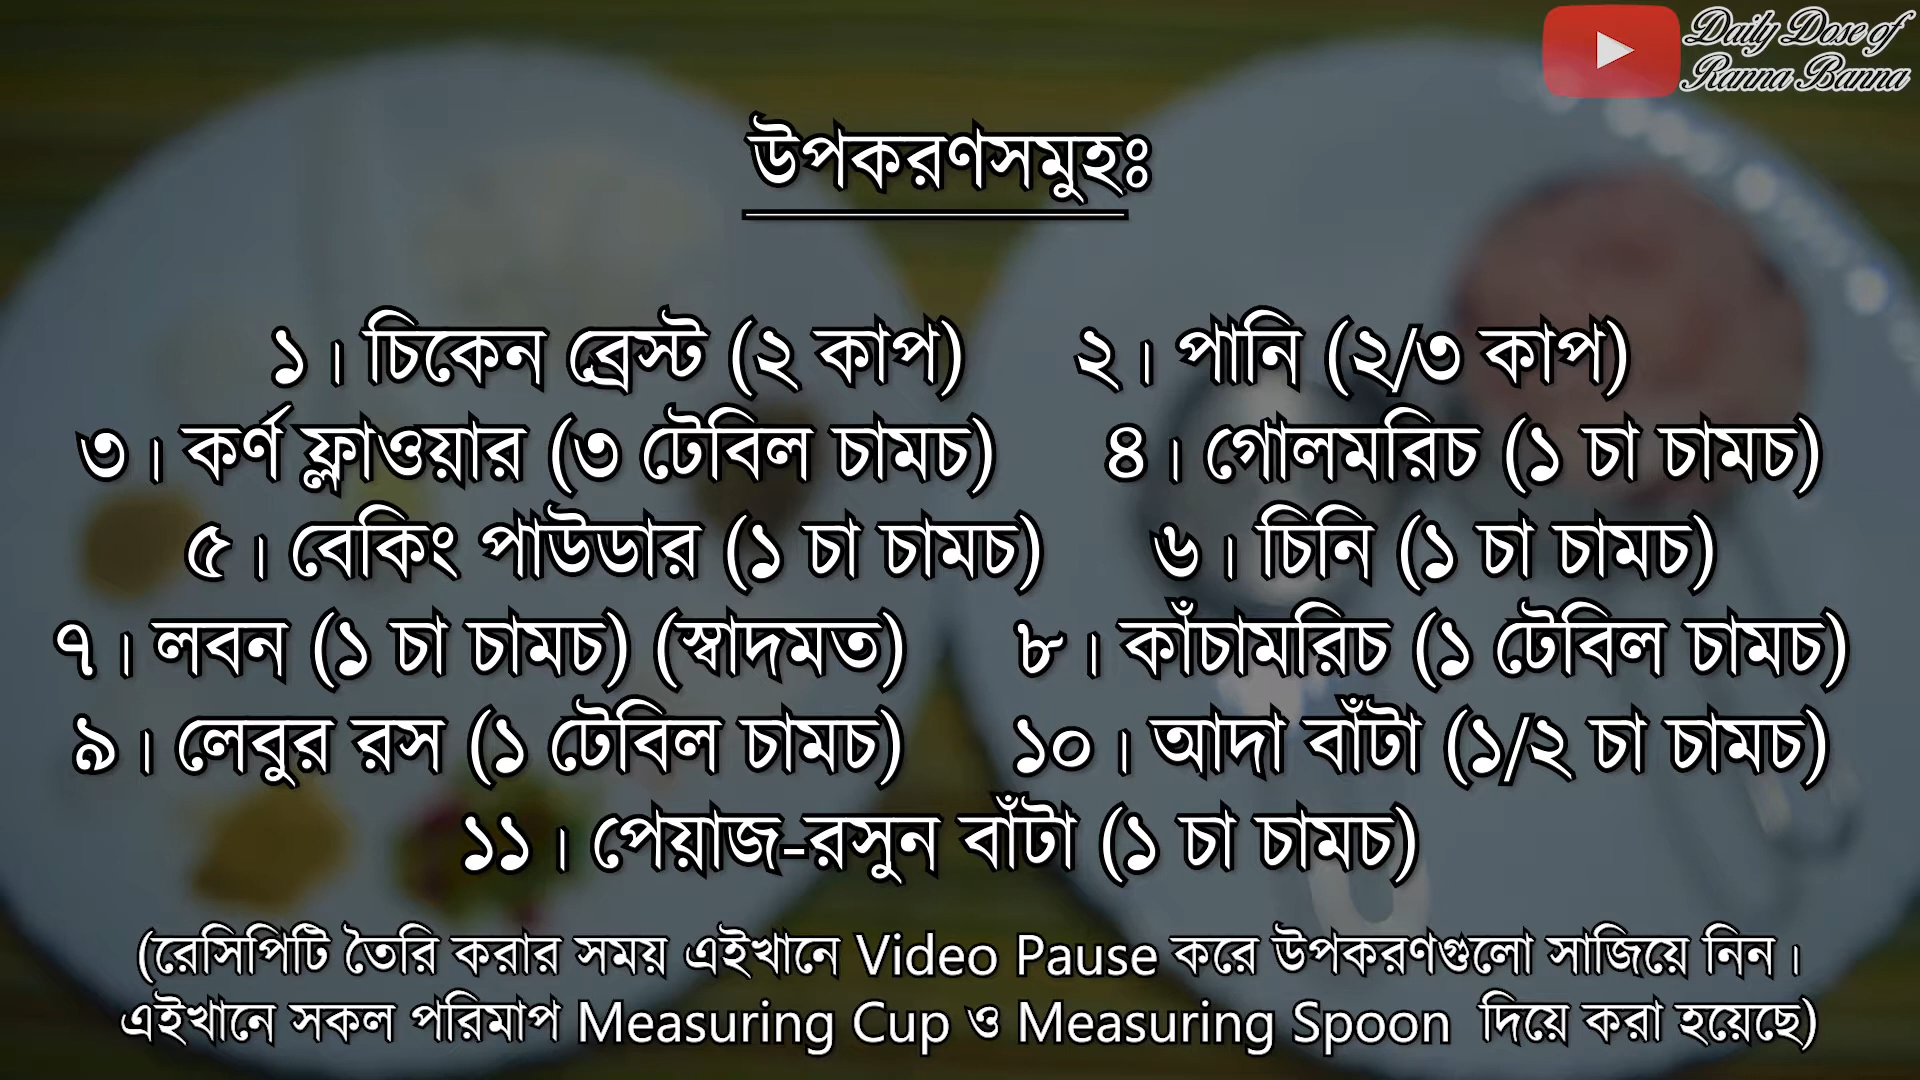 Daily Dose of
Ranna Banna
উপকরণসমুহঃ
১। চিকেন ব্রেস্ট (২ কাপ) ২। পানি (২/৩ কাপ)
৩। কর্ণ ফ্লাওয়ার (৩ টেবিল চামচ) ৪। গোলমরিচ (১ চা চামচ)
৫। বেকিং পাউডার (১ চা চামচ) ৬। চিনি (১ চা চামচ)
৭। লবন (১ চা চামচ) (স্বাদমত) ৮। কাঁচামরিচ (১ টেবিল চামচ)
৯। লেবুর রস (১ টেবিল চামচ) ১০। আদা বাঁটা (১/২ চা চামচ)
১১। পেয়াজ-রসুন বাঁটা (১ চা চামচ)
(রেসিপিটি তৈরি করার সময় এইখানে Video Pause করে উপকরণগুলো সাজিয়ে নিন।
এইখানে সকল পরিমাপ Measuring Cup ও Measuring Spoon দিয়ে করা হয়েছে)